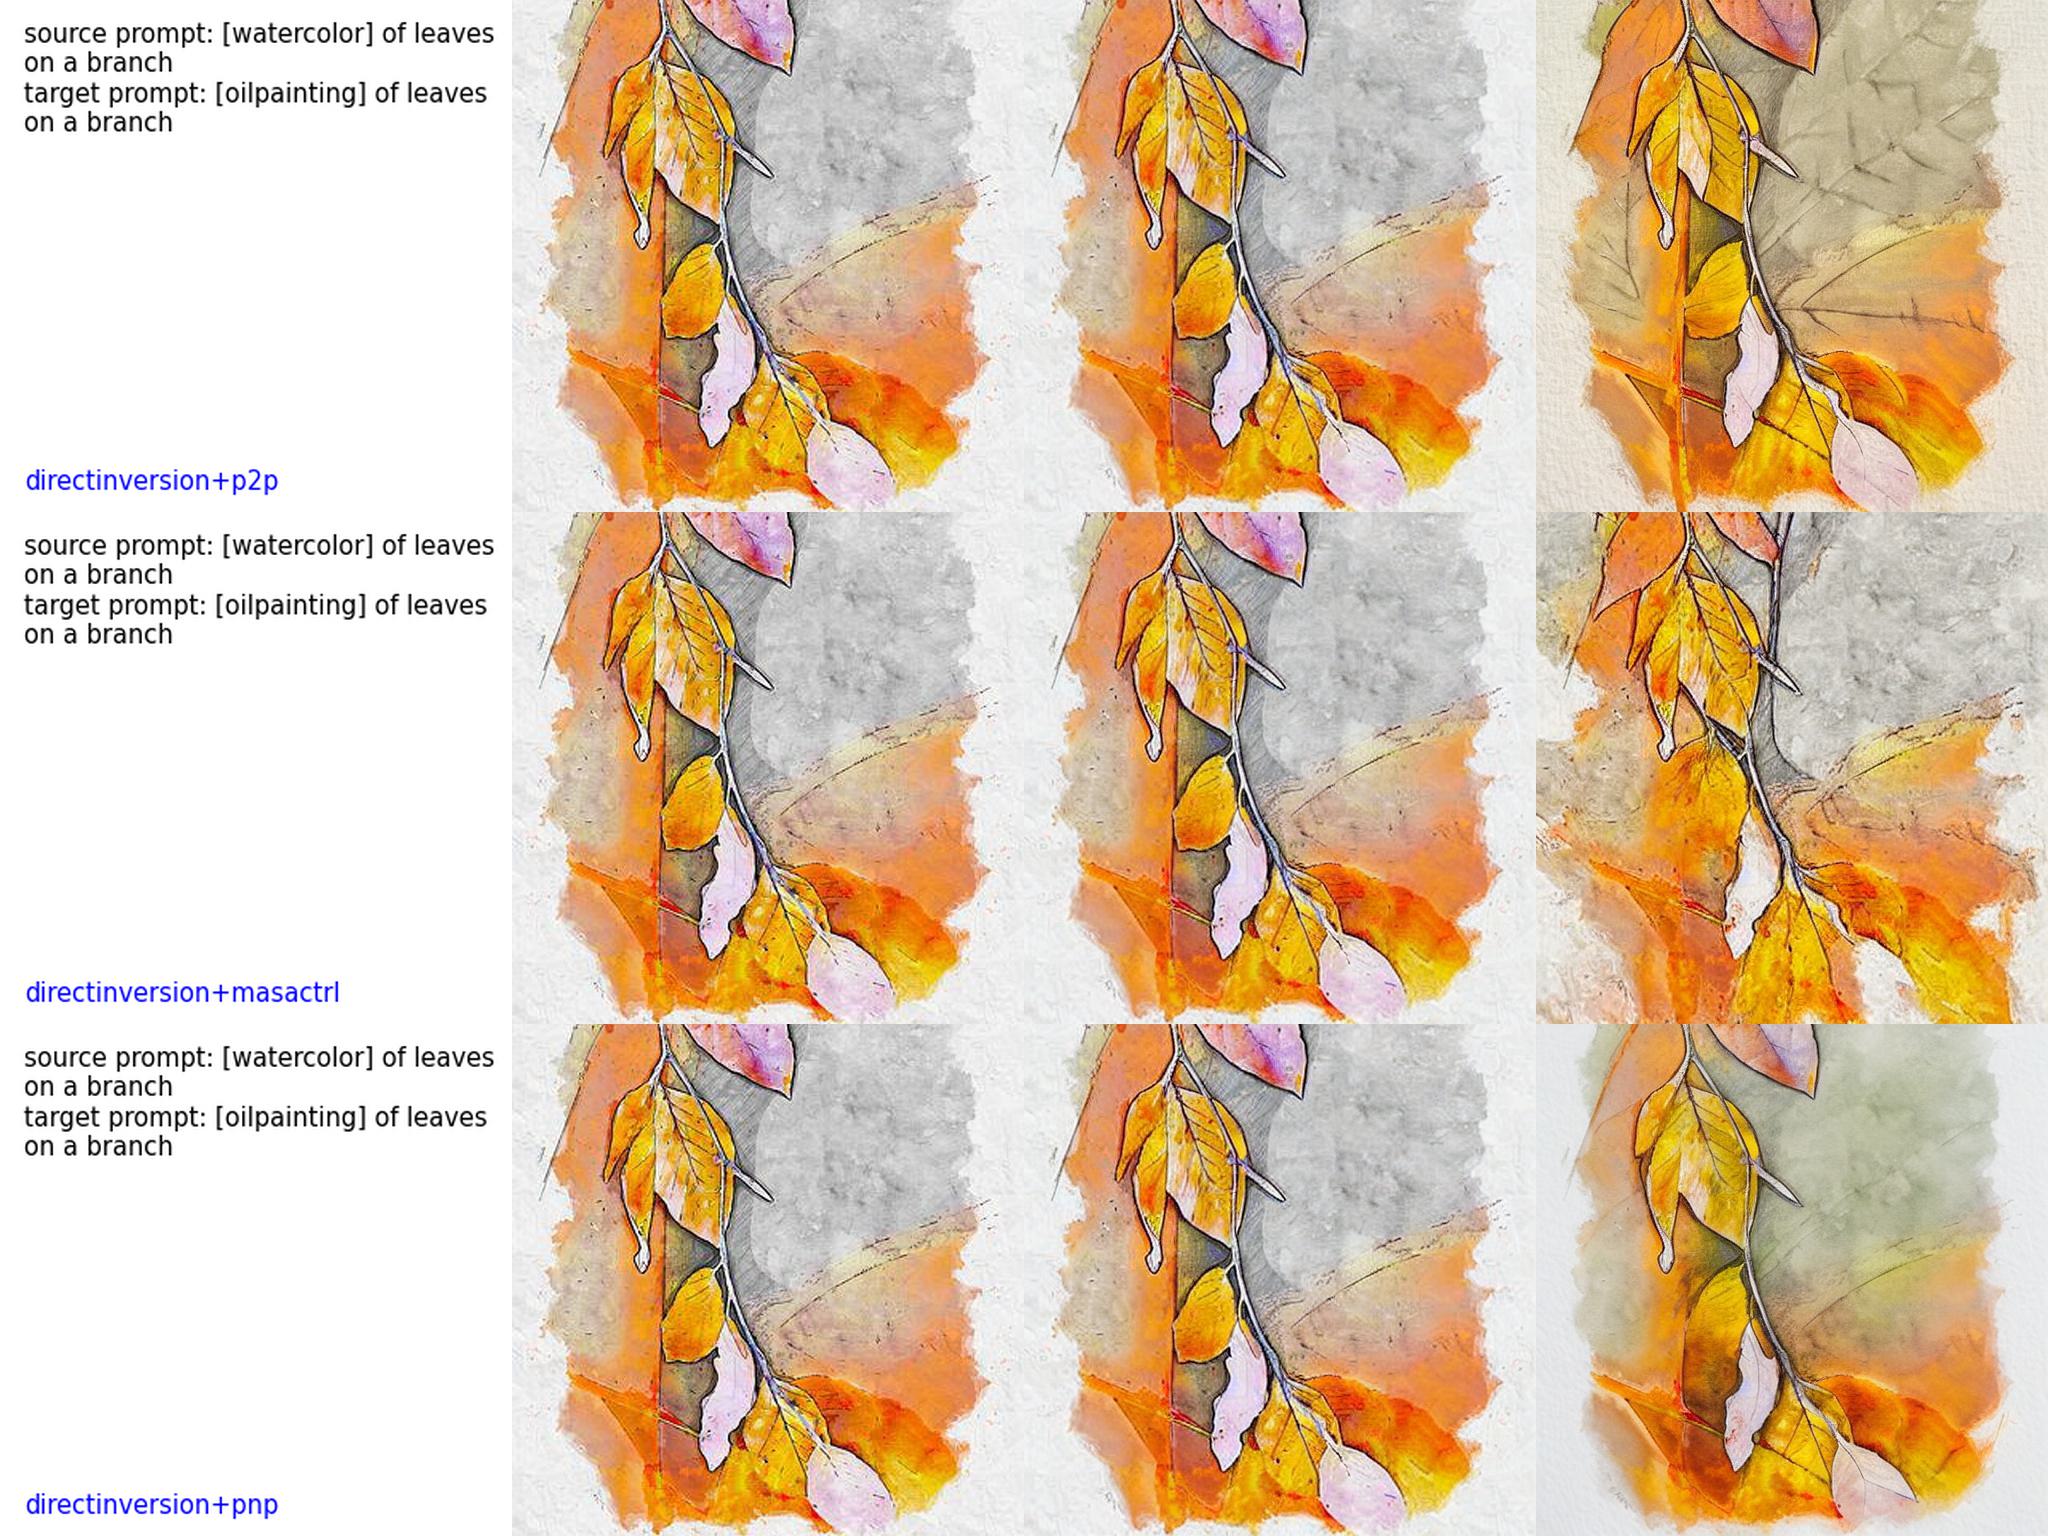 source prompt: [watercolor] of leaves
on a branch
target prompt: [oilpainting] of leaves
on a branch
directinversion+p2p
source prompt: [watercolor] of leaves
on a branch
target prompt: [oilpainting] of leaves
on a branch
directinversion+masactrl
source prompt: [watercolor] of leaves
on a branch
target prompt: [oilpainting] of leaves
on a branch
directinversion+pnp